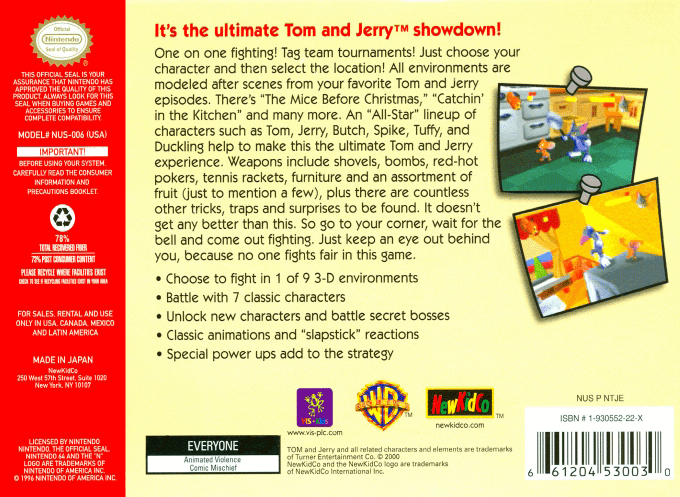 Official
Nintendo
Seal of Quality
THIS OFFICIAL SEAL IS YOUR
ASSURANCE THAT NINTENDO HAS
APPROVED THE QUALITY OF THIS
PRODUCT. ALWAYS LOOK FOR THIS
SEAL WHEN BUYING GAMES AND
ACCESSORIES TO ENSURE
COMPLETE COMPATIBILITY.
MODEL# NUS-006 (USA)
IMPORTANT!
BEFORE USING YOUR SYSTEM.
CAREFULLY READ THE CONSUMER
INFORMATION AND
PRECAUTIONS BOOKLET.
78%
TOTAL RECOVERED FIBER
73% POST CONSUMER CONTENT
PLEASE RECYCLE WHERE FACILITIES EXIST
CHECK TO SEE IF RECYCLING FACILITIES EXIST IN YOUR AREA
FOR SALES, RENTAL AND USE
ONLY IN USA, CANADA, MEXICO
AND LATIN AMERICA
MADE IN JAPAN
NewKidCo
250 West 57th Street, Suite 1020
New York, NY 10107
LICENSED BY NINTENDO
NINTENDO, THE OFFICIAL SEAL,
NINTENDO 64 AND THE "N"
LOGO ARE TRADEMARKS OF
NINTENDO OF AMERICA INC.
© 1996 NINTENDO OF AMERICA INC.
It's the ultimate Tom and Jerry™ showdown!
One on one fighting! Tag team tournaments! Just choose your
character and then select the location! All environments are
modeled after scenes from your favorite Tom and Jerry
episodes. There's "The Mice Before Christmas," "Catchin'
in the Kitchen" and many more. An "All-Star" lineup of
characters such as Tom, Jerry, Butch, Spike, Tuffy, and
Duckling help to make this the ultimate Tom and Jerry
experience. Weapons include shovels, bombs, red-hot
pokers, tennis rackets, furniture and an assortment of
fruit (just to mention a few), plus there are countless
other tricks, traps and surprises to be found. It doesn't
get any better than this. So go to your corner, wait for the
bell and come out fighting. Just keep an eye out behind
you, because no one fights fair in this game.
• Choose to fight in 1 of 9 3-D environments
• Battle with 7 classic characters
• Unlock new characters and battle secret bosses
• Classic animations and "slapstick" reactions
• Special power ups add to the strategy
VIS-Kids
www.vis-plc.com
WB
TM
NewKidCo
TM
newkidco.com
EVERYONE
Animated Violence
Comic Mischief
TOM and Jerry and all related characters and elements are trademarks
of Turner Entertainment Co. © 2000
NewKidCo and the NewKidCo logo are trademarks
of NewKidCo International Inc.
NUS P NTJE
ISBN # 1-930552-22-X
6 61204 53003 0